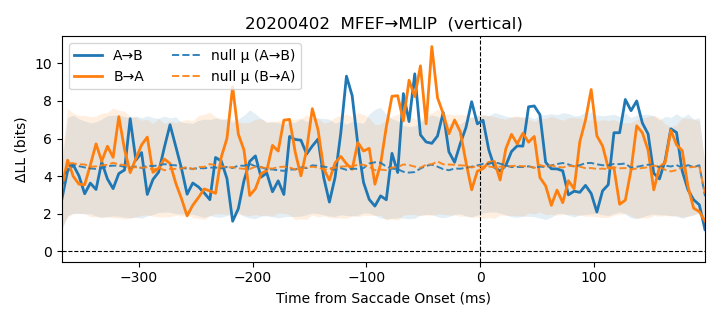 20200402  MFEF→MLIP  (vertical)
A→B
B→A
null μ (A→B)
null μ (B→A)
ΔLL (bits)
10
8
6
4
2
0
−300
−200
−100
0
100
Time from Saccade Onset (ms)